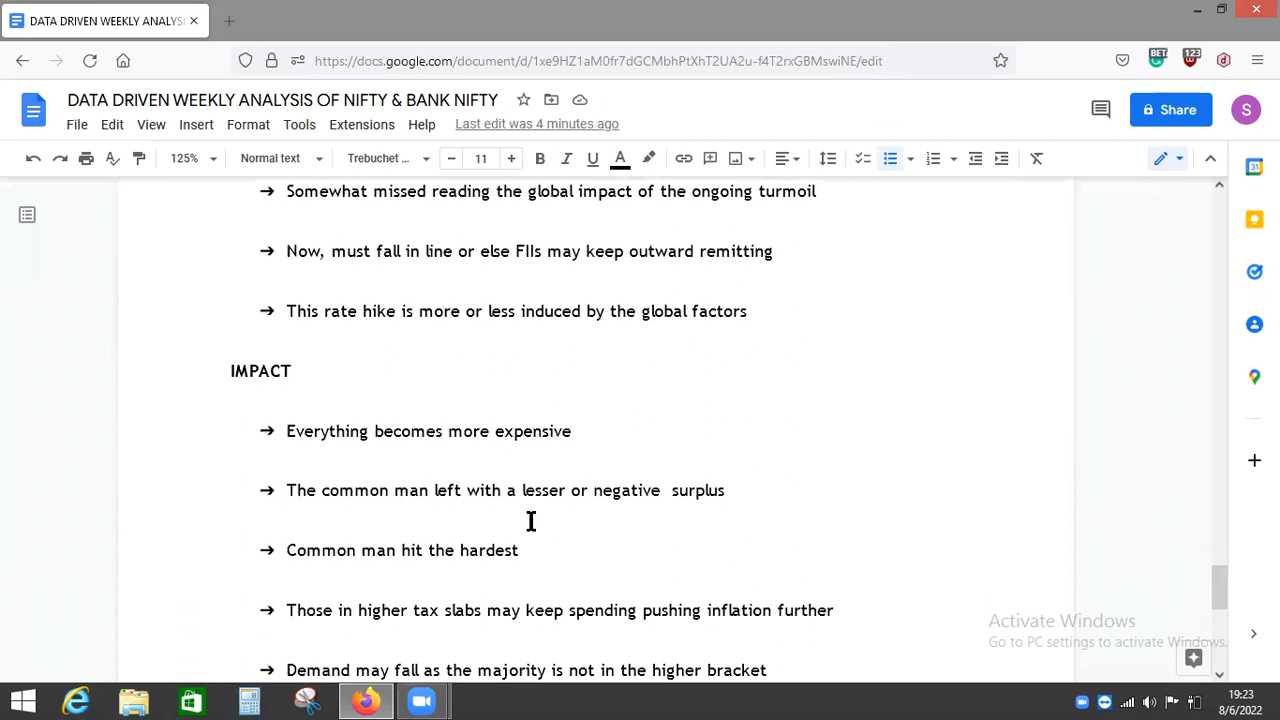 DATA DRIVEN WEEKLY ANALYSI
https://docs.google.com/document/d/1xe9HZ1aM0fr7dGCMbhPtXhT2UA2u-f4T2rxGBMswiNE/edit
BET
123
DATA DRIVEN WEEKLY ANALYSIS OF NIFTY & BANK NIFTY
Share
S
File Edit View Insert Format Tools Extensions Help Last edit was 4 minutes ago
125% Normal text Trebuchet ... 11
31
➔ Somewhat missed reading the global impact of the ongoing turmoil
➔ Now, must fall in line or else FIIs may keep outward remitting
➔ This rate hike is more or less induced by the global factors
IMPACT
➔ Everything becomes more expensive
➔ The common man left with a lesser or negative  surplus
➔ Common man hit the hardest
➔ Those in higher tax slabs may keep spending pushing inflation further
➔ Demand may fall as the majority is not in the higher bracket
Activate Windows
Go to PC settings to activate Windows.
19:23
8/6/2022